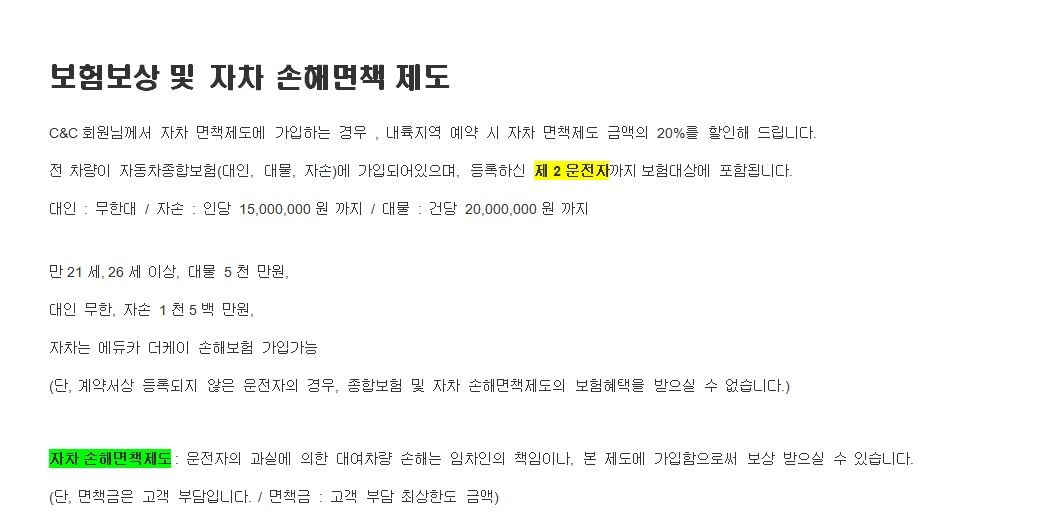 보험보상 및 자차 손해면책 제도
C&C 회원님께서 자차 면책제도에 가입하는 경우 , 내륙지역 예약 시 자차 면책제도 금액의 20%를 할인해 드립니다.
전 차량이 자동차종합보험(대인, 대물, 자손)에 가입되어있으며, 등록하신 제 2 운전자까지 보험대상에 포함됩니다.
대인 : 무한대 / 자손 : 인당 15,000,000 원 까지 / 대물 : 건당 20,000,000 원 까지
만 21 세, 26 세 이상, 대물 5 천 만원,
대인 무한, 자손 1 천 5 백 만원,
자차는 에듀카 더케이 손해보험 가입가능
(단, 계약서상 등록되지 않은 운전자의 경우, 종합보험 및 자차 손해면책제도의 보험혜택을 받으실 수 없습니다.)
자차 손해면책제도 : 운전자의 과실에 의한 대여차량 손해는 임차인의 책임이나, 본 제도에 가입함으로써 보상 받으실 수 있습니다.
(단, 면책금은 고객 부담입니다. / 면책금 : 고객 부담 최상한도 금액)